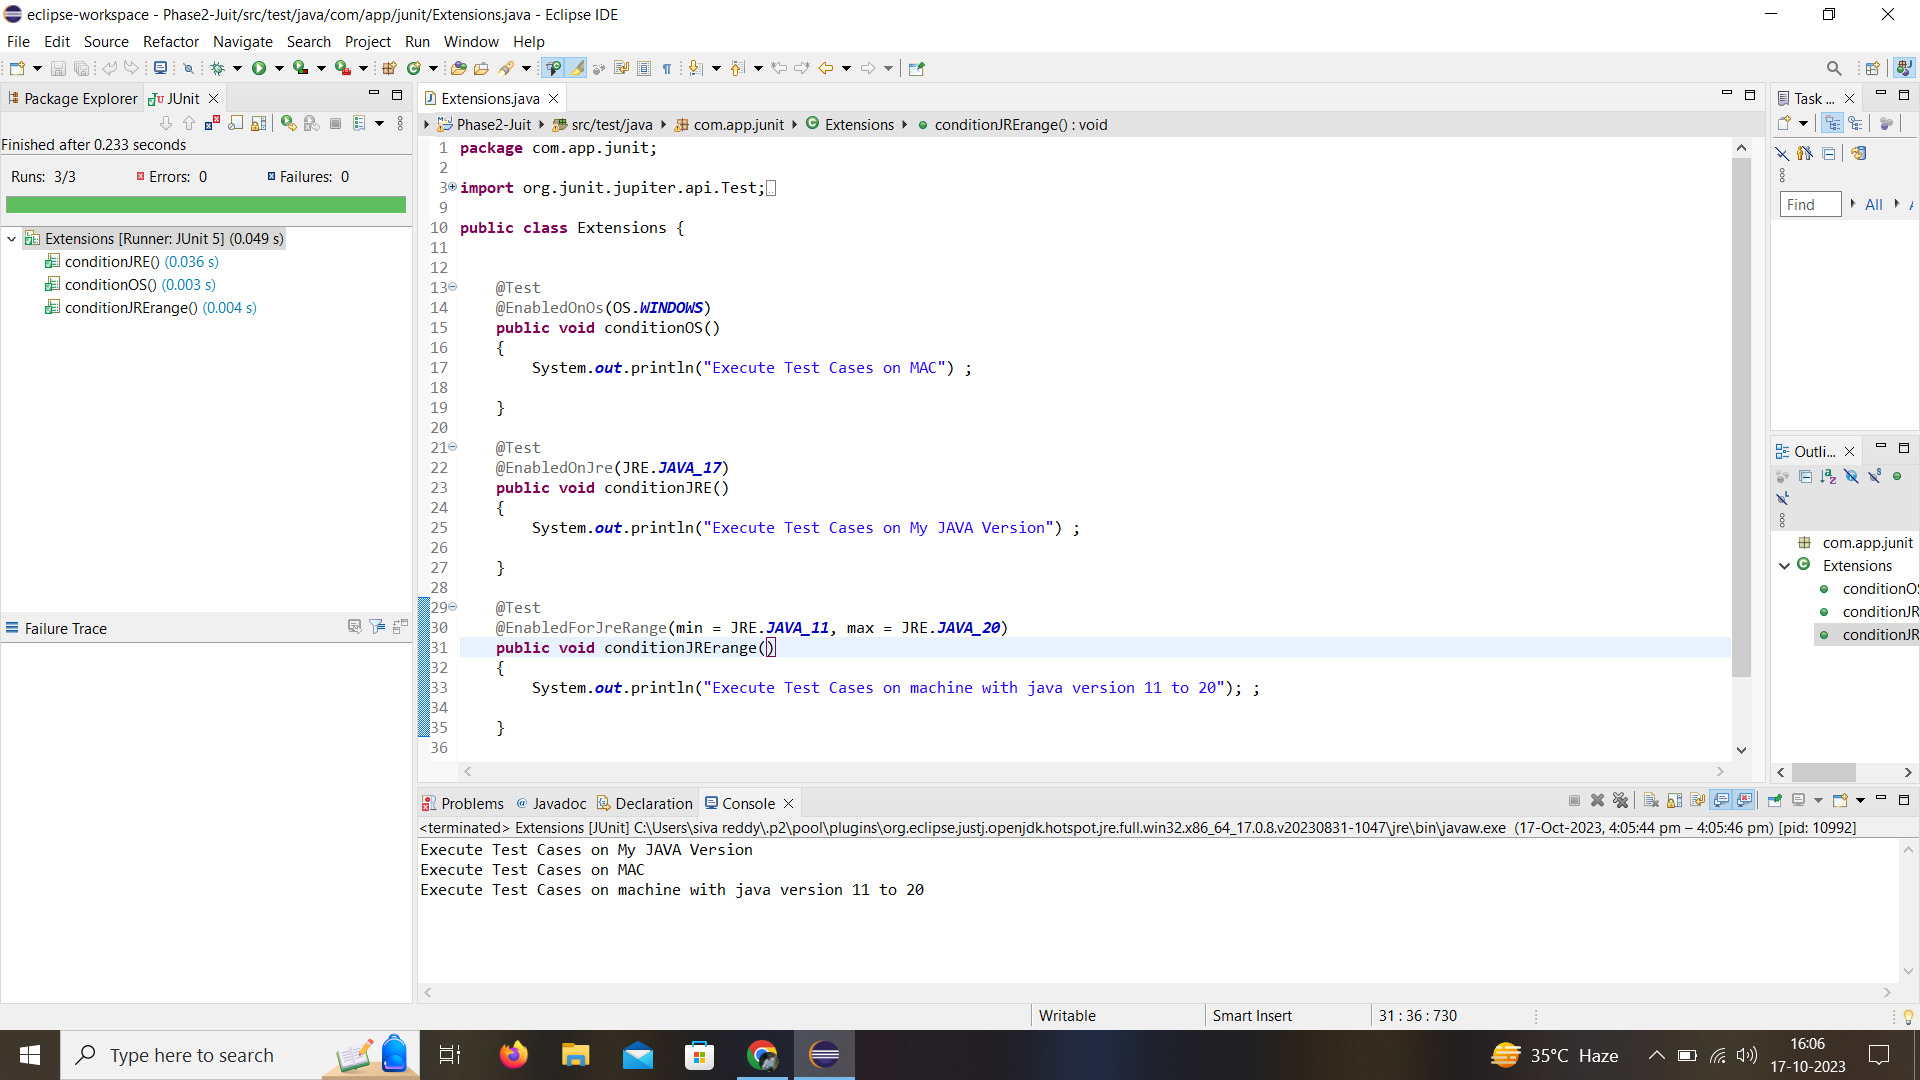 eclipse-workspace - Phase2-Juit/src/test/java/com/app/junit/Extensions.java - Eclipse IDE
File Edit Source Refactor Navigate Search Project Run Window Help
Package Explorer JUnit
Finished after 0.233 seconds
Runs: 3/3 Errors: 0 Failures: 0
Extensions [Runner: JUnit 5] (0.049 s)
conditionJRE() (0.036 s)
conditionOS() (0.003 s)
conditionJRErange() (0.004 s)
Failure Trace
Extensions.java
Phase2-Juit src/test/java com.app.junit Extensions conditionJRErange() : void
1 package com.app.junit;
2
3 import org.junit.jupiter.api.Test;
9
10 public class Extensions {
11
12
13 @Test
14 @EnabledOnOs(OS.WINDOWS)
15 public void conditionOS()
16 {
17 System.out.println("Execute Test Cases on MAC") ;
18
19 }
20
21 @Test
22 @EnabledOnJre(JRE.JAVA_17)
23 public void conditionJRE()
24 {
25 System.out.println("Execute Test Cases on My JAVA Version") ;
26
27 }
28
29 @Test
30 @EnabledForJreRange(min = JRE.JAVA_11, max = JRE.JAVA_20)
31 public void conditionJRErange()
32 {
33 System.out.println("Execute Test Cases on machine with java version 11 to 20"); ;
34
35 }
36
Task ...
Find All
Outli...
com.app.junit
Extensions
conditionOS
conditionJR
conditionJR
Problems @ Javadoc Declaration Console
<terminated> Extensions [JUnit] C:\Users\siva reddy\.p2\pool\plugins\org.eclipse.justj.openjdk.hotspot.jre.full.win32.x86_64_17.0.8.v20230831-1047\jre\bin\javaw.exe (17-Oct-2023, 4:05:44 pm – 4:05:46 pm) [pid: 10992]
Execute Test Cases on My JAVA Version
Execute Test Cases on MAC
Execute Test Cases on machine with java version 11 to 20
Writable Smart Insert 31 : 36 : 730
Type here to search
35°C Haze
16:06
17-10-2023